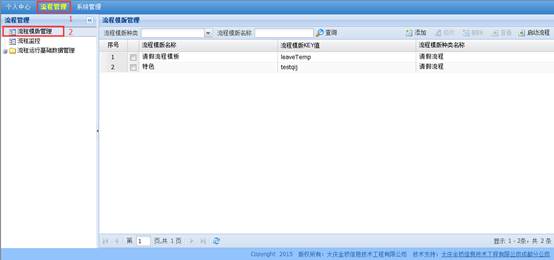 个人中心 流程管理 1 系统管理
流程管理
流程模版管理 2
流程监控
流程运行基础数据管理
流程模版管理
流程模版种类 流程模版名称 查询 添加 修改 删除 查看 启动流程
序号 流程模版名称 流程模版KEY值 流程模版种类名称
1 请假流程模板 leaveTemp 请假流程
2 特色 testqij 请假流程
第 1 页,共 1 页 显示 1 - 2条，共 2 条
Copyright 2015 版权所有：大庆金桥信息技术工程有限公司 技术支持：大庆金桥信息技术工程有限公司成都分公司